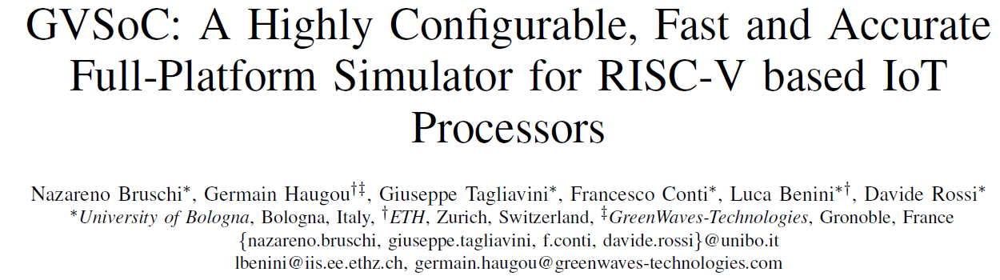 GVSoC: A Highly Configurable, Fast and Accurate
Full-Platform Simulator for RISC-V based IoT
Processors
Nazareno Bruschi*, Germain Haugou†‡, Giuseppe Tagliavini*, Francesco Conti*, Luca Benini*†, Davide Rossi*
*University of Bologna, Bologna, Italy, †ETH, Zurich, Switzerland, ‡GreenWaves-Technologies, Gronoble, France
{nazareno.bruschi, giuseppe.tagliavini, f.conti, davide.rossi}@unibo.it
lbenini@iis.ee.ethz.ch, germain.haugou@greenwaves-technologies.com